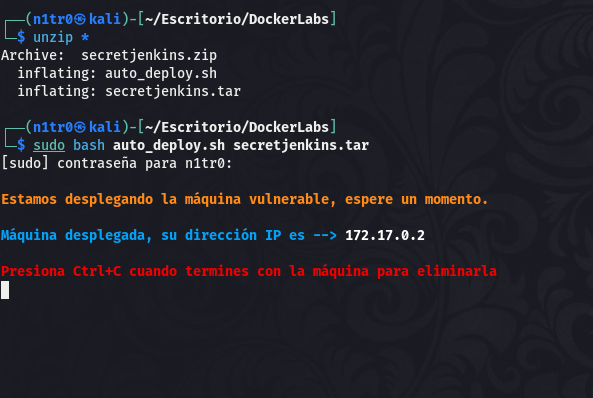 ┌──(n1tr0㉿kali)-[~/Escritorio/DockerLabs]
└─$ unzip *
Archive:  secretjenkins.zip
  inflating: auto_deploy.sh
  inflating: secretjenkins.tar
┌──(n1tr0㉿kali)-[~/Escritorio/DockerLabs]
└─$ sudo bash auto_deploy.sh secretjenkins.tar
[sudo] contraseña para n1tr0:
Estamos desplegando la máquina vulnerable, espere un momento.
Máquina desplegada, su dirección IP es --> 172.17.0.2
Presiona Ctrl+C cuando termines con la máquina para eliminarla